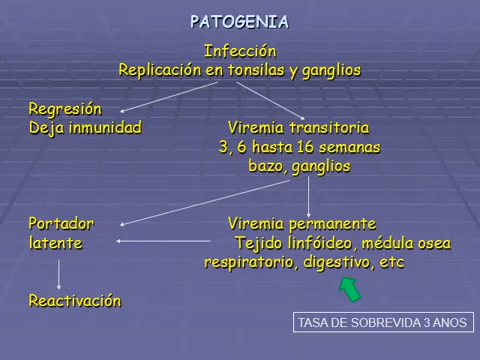 PATOGENIA
Infección
Replicación en tonsilas y ganglios
Regresión
Deja inmunidad
Viremia transitoria
3, 6 hasta 16 semanas
bazo, ganglios
Portador
latente
Viremia permanente
Tejido linfóideo, médula osea
respiratorio, digestivo, etc
Reactivación
TASA DE SOBREVIDA 3 ANOS